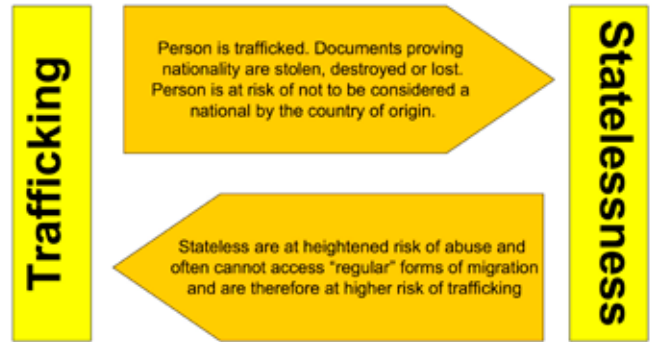 Trafficking
Person is trafficked. Documents proving
nationality are stolen, destroyed or lost.
Person is at risk of not to be considered a
national by the country of origin.
Stateless are at heightened risk of abuse and
often cannot access "regular" forms of migration
and are therefore at higher risk of trafficking
Statelessness